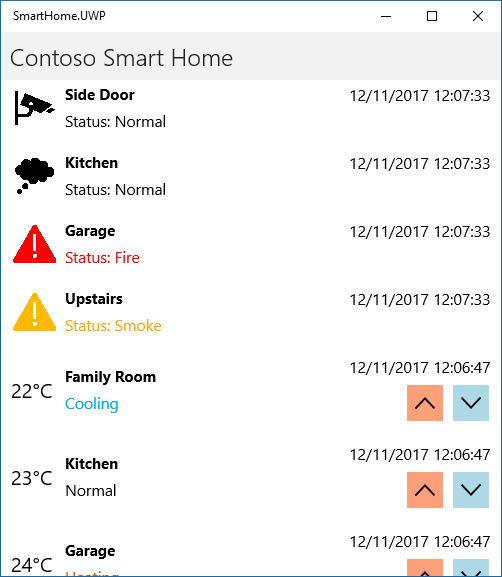 SmartHome.UWP
Contoso Smart Home
Side Door
12/11/2017 12:07:33
Status: Normal
Kitchen
12/11/2017 12:07:33
Status: Normal
Garage
12/11/2017 12:07:33
Status: Fire
Upstairs
12/11/2017 12:07:33
Status: Smoke
12/11/2017 12:06:47
Family Room
22°C
Cooling
12/11/2017 12:06:47
Kitchen
23°C
Normal
12/11/2017 12:06:47
Garage
24°C
Heating